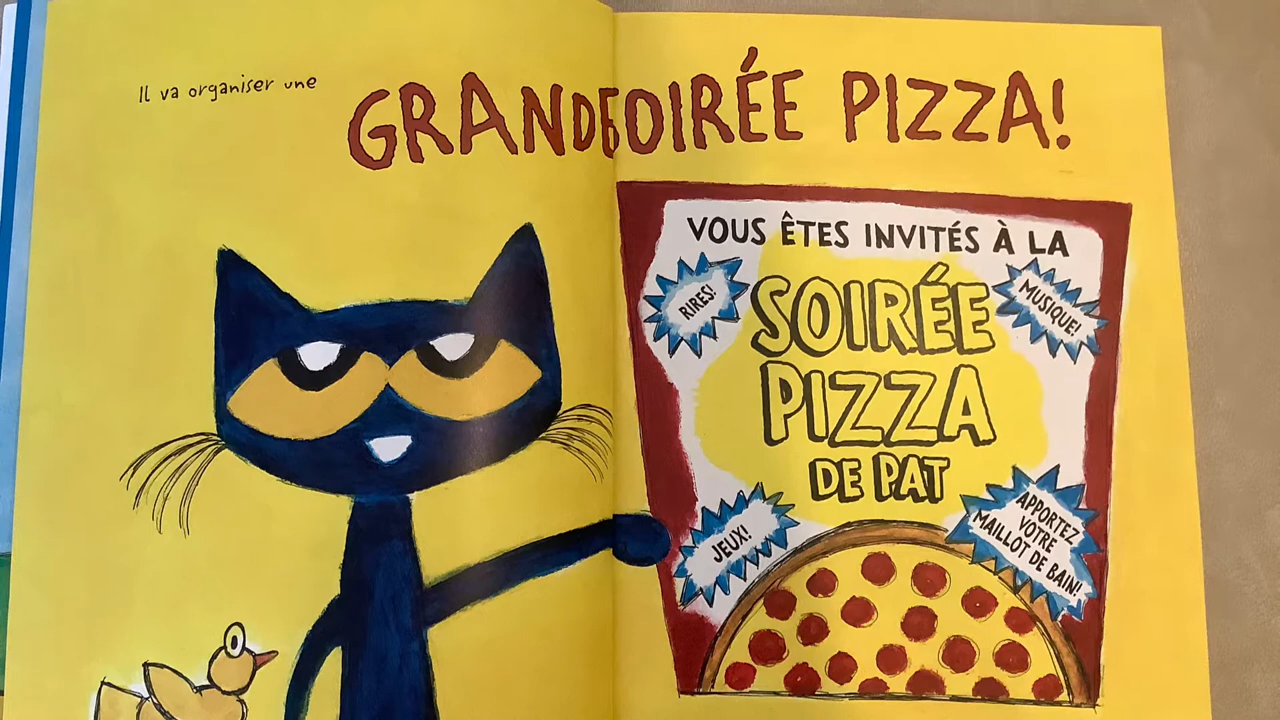 Il va organiser une
GRANDE SOIRÉE PIZZA!
VOUS ÊTES INVITÉS À LA
RIRES!
MUSIQUE!
SOIRÉE
PIZZA
DE PAT
JEUX!
APPORTEZ
VOTRE
MAILLOT DE BAIN!